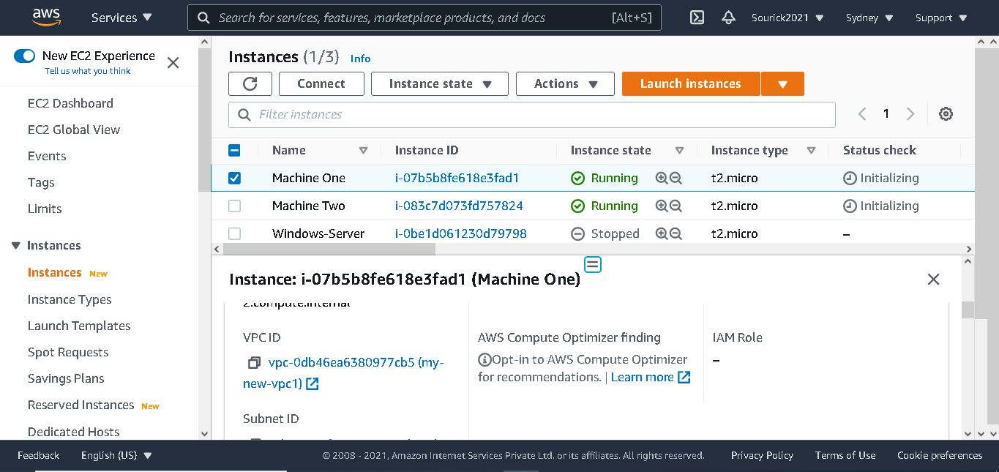 aws Services Search for services, features, marketplace products, and docs [Alt+S] Sourick2021 Sydney Support
New EC2 Experience
Tell us what you think
EC2 Dashboard
EC2 Global View
Events
Tags
Limits
Instances
Instances New
Instance Types
Launch Templates
Spot Requests
Savings Plans
Reserved Instances New
Dedicated Hosts
Instances (1/3) Info
Connect Instance state Actions Launch instances
Filter instances 1
Name Instance ID Instance state Instance type Status check
Machine One i-07b5b8fe618e3fad1 Running t2.micro Initializing
Machine Two i-083c7d073fd757824 Running t2.micro Initializing
Windows-Server i-0be1d061230d79798 Stopped t2.micro –
Instance: i-07b5b8fe618e3fad1 (Machine One)
2.compute.internal
VPC ID
vpc-0db46ea6380977cb5 (my-
new-vpc1)
Subnet ID
AWS Compute Optimizer finding
Opt-in to AWS Compute Optimizer
for recommendations. | Learn more
IAM Role
–
Feedback English (US) © 2008 - 2021, Amazon Internet Services Private Ltd. or its affiliates. All rights reserved. Privacy Policy Terms of Use Cookie preferences